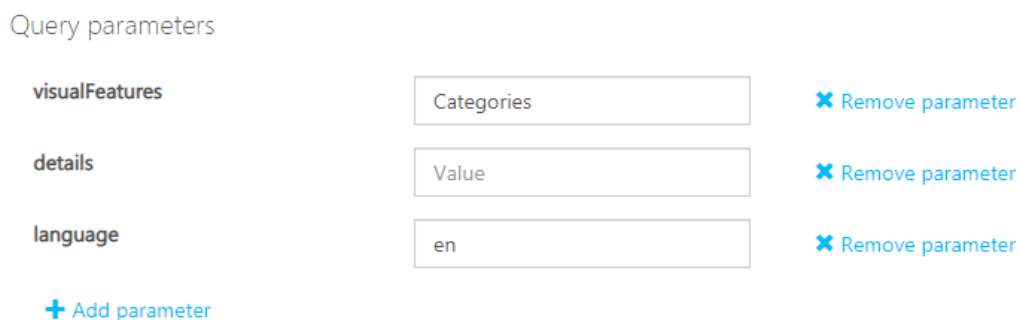 Query parameters
visualFeatures Categories ✖ Remove parameter
details Value ✖ Remove parameter
language en ✖ Remove parameter
✚ Add parameter